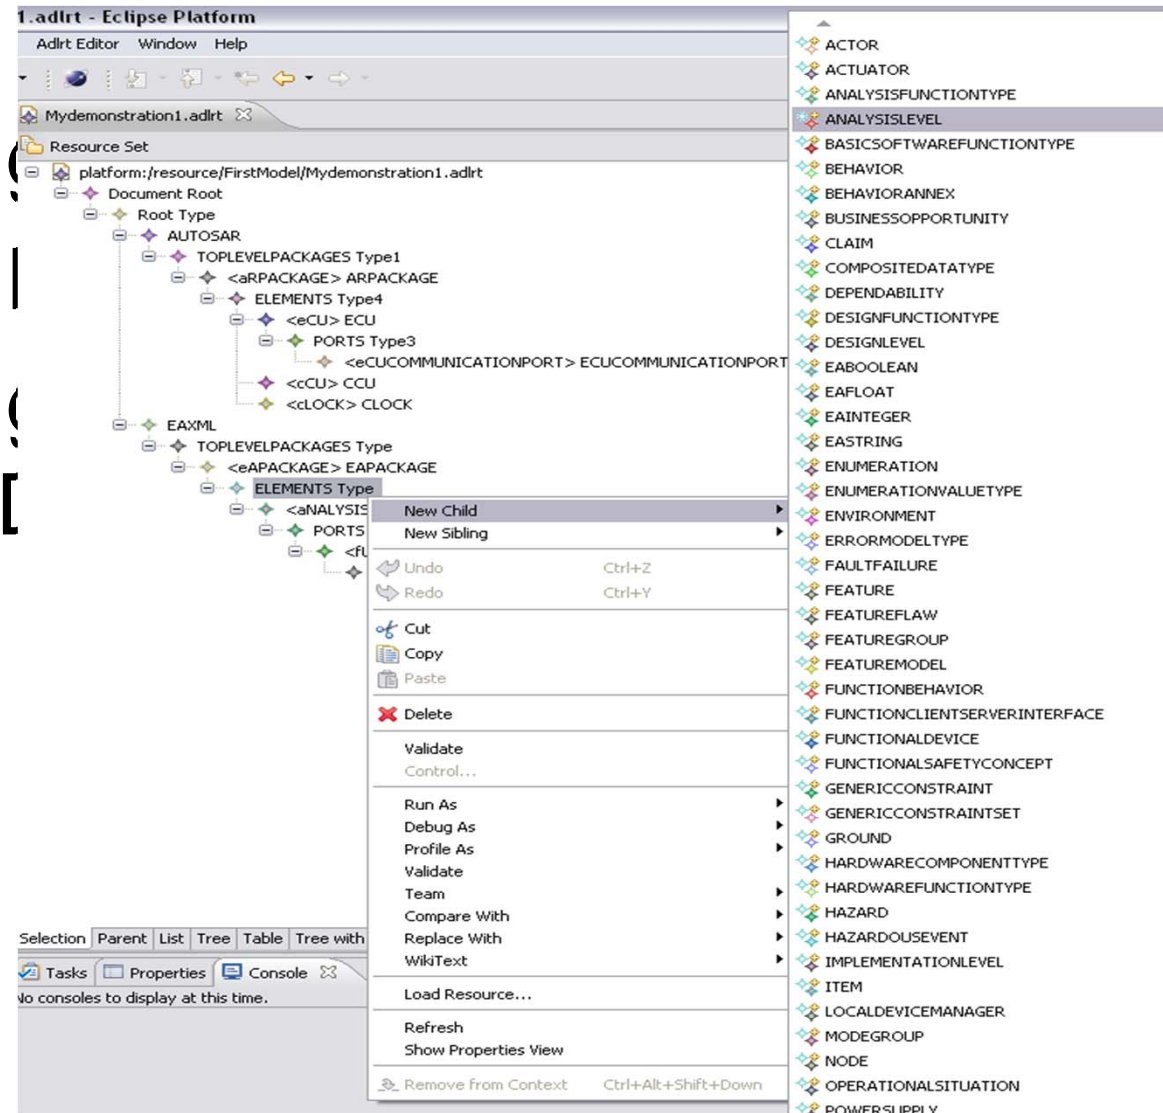 1.adlrt - Eclipse Platform
Adlrt Editor Window Help
Mydemonstration1.adlrt
Resource Set
platform:/resource/FirstModel/Mydemonstration1.adlrt
Document Root
Root Type
AUTOSAR
TOPLEVELPACKAGES Type1
<aRPACKAGE> ARPACKAGE
ELEMENTS Type4
<eCU> ECU
PORTS Type3
<eCUCOMMUNICATIONPORT> ECUCOMMUNICATIONPORT
<cCU> CCU
<cLOCK> CLOCK
EAXML
TOPLEVELPACKAGES Type
<eAPACKAGE> EAPACKAGE
ELEMENTS Type
<aNALYSIS
PORTS
Selection Parent List Tree Table Tree with
Tasks Properties Console
No consoles to display at this time.
New Child
New Sibling
Undo Ctrl+Z
Redo Ctrl+Y
Cut
Copy
Paste
Delete
Validate
Control...
Run As
Debug As
Profile As
Validate
Team
Compare With
Replace With
WikiText
Load Resource...
Refresh
Show Properties View
Remove from Context Ctrl+Alt+Shift+Down
ACTOR
ACTUATOR
ANALYSISFUNCTIONTYPE
ANALYSISLEVEL
BASICSOFTWAREFUNCTIONTYPE
BEHAVIOR
BEHAVIORANNEX
BUSINESSOPPORTUNITY
CLAIM
COMPOSITEDATATYPE
DEPENDABILITY
DESIGNFUNCTIONTYPE
DESIGNLEVEL
EABOOLEAN
EAFLOAT
EAINTEGER
EASTRING
ENUMERATION
ENUMERATIONVALUETYPE
ENVIRONMENT
ERRORMODELTYPE
FAULTFAILURE
FEATURE
FEATUREFLAW
FEATUREGROUP
FEATUREMODEL
FUNCTIONBEHAVIOR
FUNCTIONCLIENTSERVERINTERFACE
FUNCTIONALDEVICE
FUNCTIONALSAFETYCONCEPT
GENERICCONSTRAINT
GENERICCONSTRAINTSET
GROUND
HARDWARECOMPONENTTYPE
HARDWAREFUNCTIONTYPE
HAZARD
HAZARDOUSEVENT
IMPLEMENTATIONLEVEL
ITEM
LOCALDEVICEMANAGER
MODEGROUP
NODE
OPERATIONALSITUATION
POWERSUPPLY